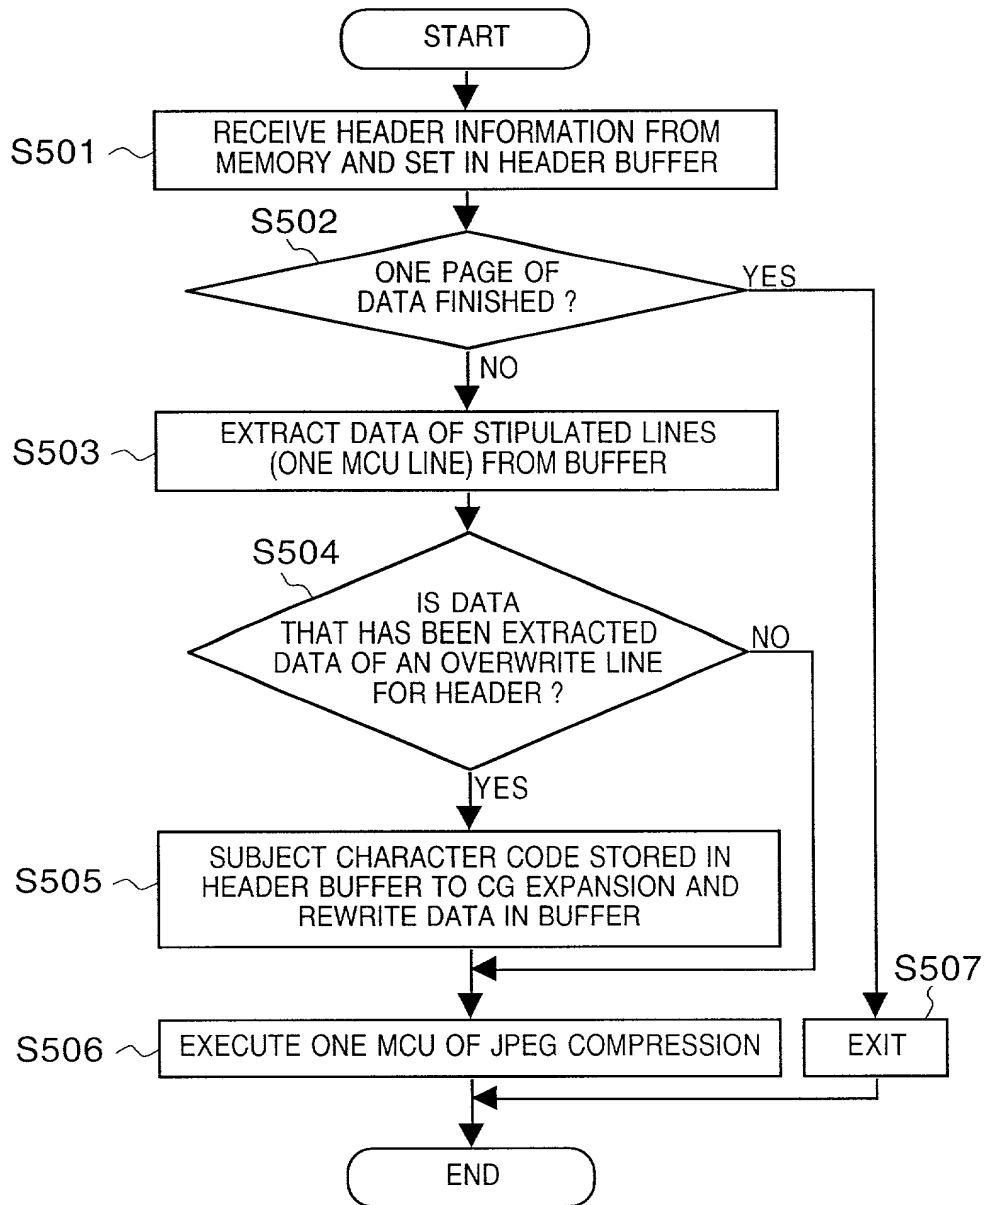 START
S501
RECEIVE HEADER INFORMATION FROM
MEMORY AND SET IN HEADER BUFFER
S502
ONE PAGE OF
DATA FINISHED ?
YES
NO
S503
EXTRACT DATA OF STIPULATED LINES
(ONE MCU LINE) FROM BUFFER
S504
IS DATA
THAT HAS BEEN EXTRACTED
DATA OF AN OVERWRITE LINE
FOR HEADER ?
NO
YES
S505
SUBJECT CHARACTER CODE STORED IN
HEADER BUFFER TO CG EXPANSION AND
REWRITE DATA IN BUFFER
S507
S506
EXECUTE ONE MCU OF JPEG COMPRESSION
EXIT
END